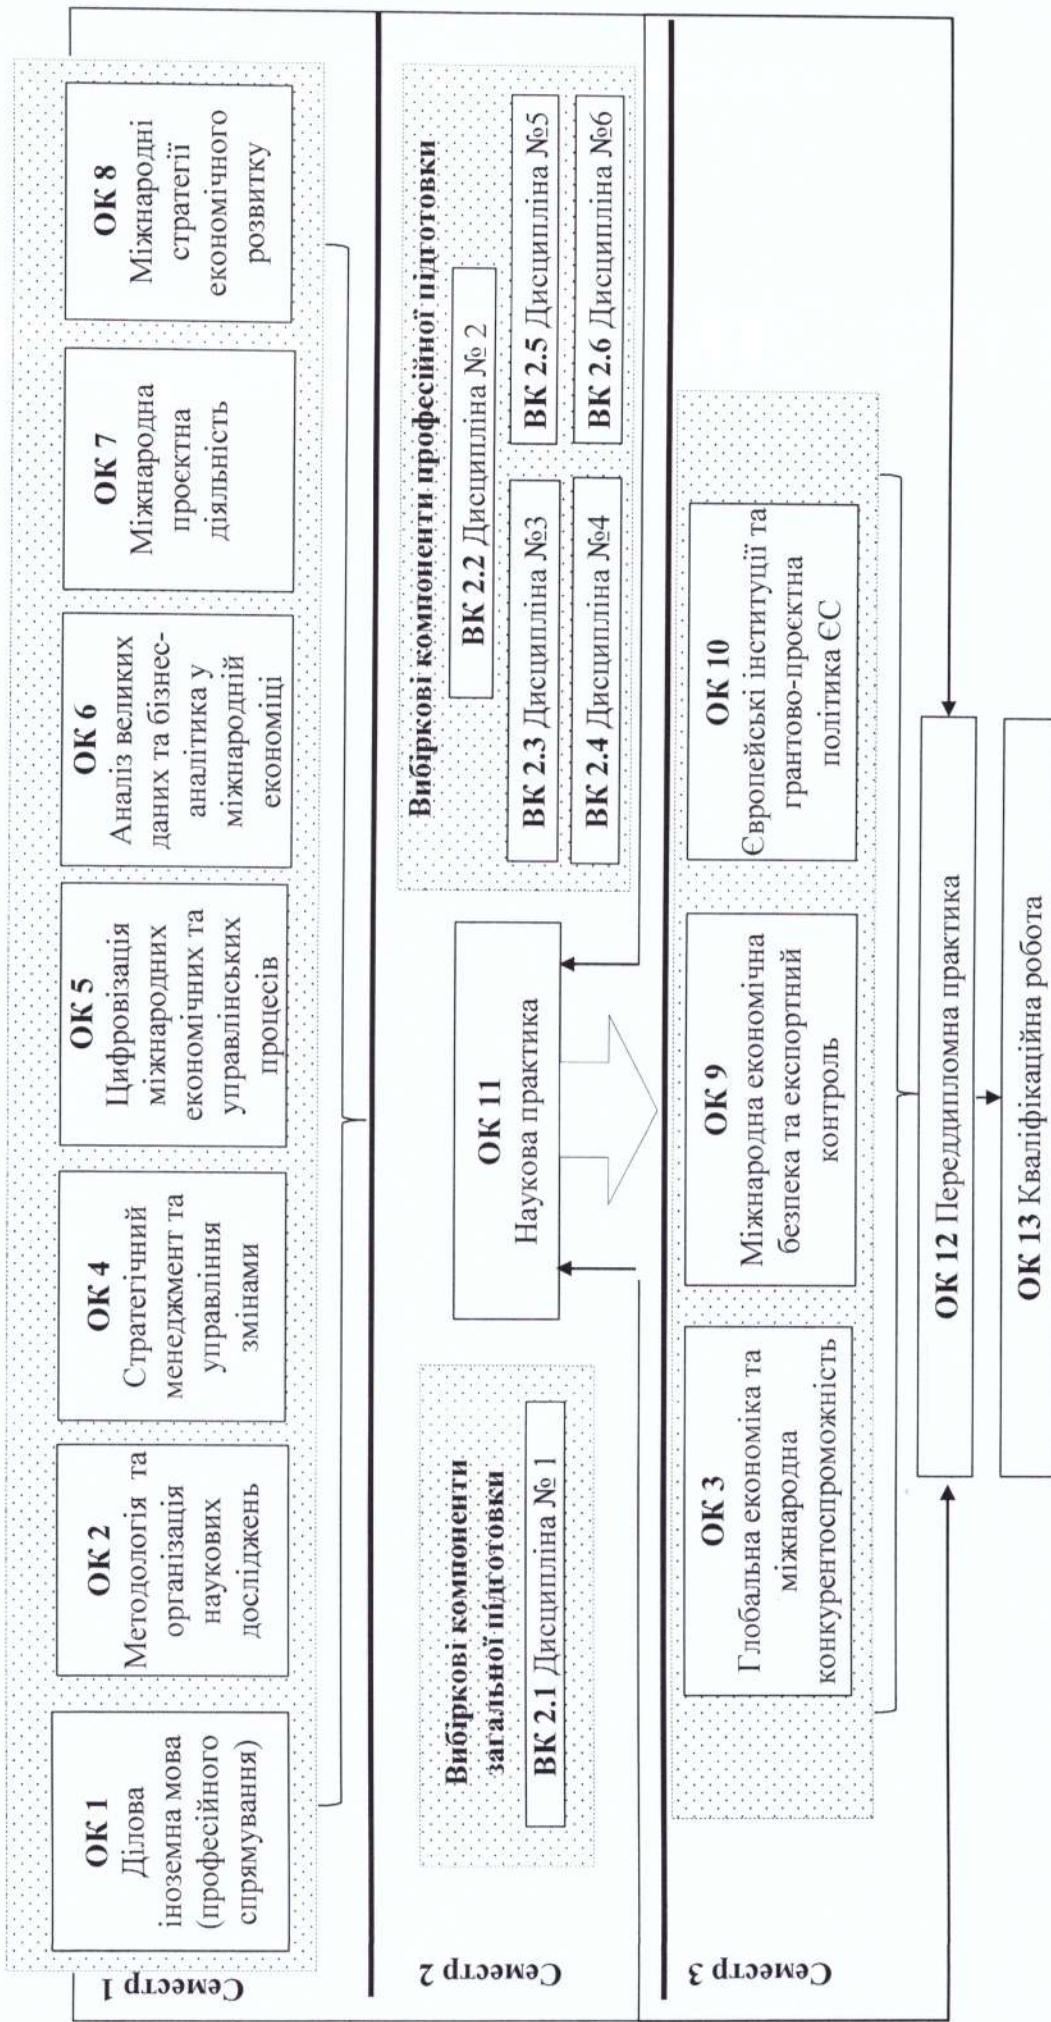 Семестр 1
ОК 1
Ділова
іноземна мова
(професійного
спрямування)
ОК 2
Методологія та
організація
наукових
досліджень
ОК 4
Стратегічний
менеджмент та
управління
змінами
ОК 5
Цифровізація
міжнародних
економічних та
управлінських
процесів
ОК 6
Аналіз великих
даних та бізнес-
аналітика у
міжнародній
економіці
ОК 7
Міжнародна
проєктна
діяльність
ОК 8
Міжнародні
стратегії
економічного
розвитку
Семестр 2
Вибіркові компоненти
загальної підготовки
ВК 2.1 Дисципліна № 1
ОК 11
Наукова практика
Вибіркові компоненти професійної підготовки
ВК 2.2 Дисципліна № 2
ВК 2.3 Дисципліна №3
ВК 2.5 Дисципліна №5
ВК 2.4 Дисципліна №4
ВК 2.6 Дисципліна №6
Семестр 3
ОК 3
Глобальна економіка та
міжнародна
конкурентоспроможність
ОК 9
Міжнародна економічна
безпека та експортний
контроль
ОК 10
Європейські інституції та
грантово-проєктна
політика ЄС
ОК 12 Переддипломна практика
ОК 13 Кваліфікаційна робота